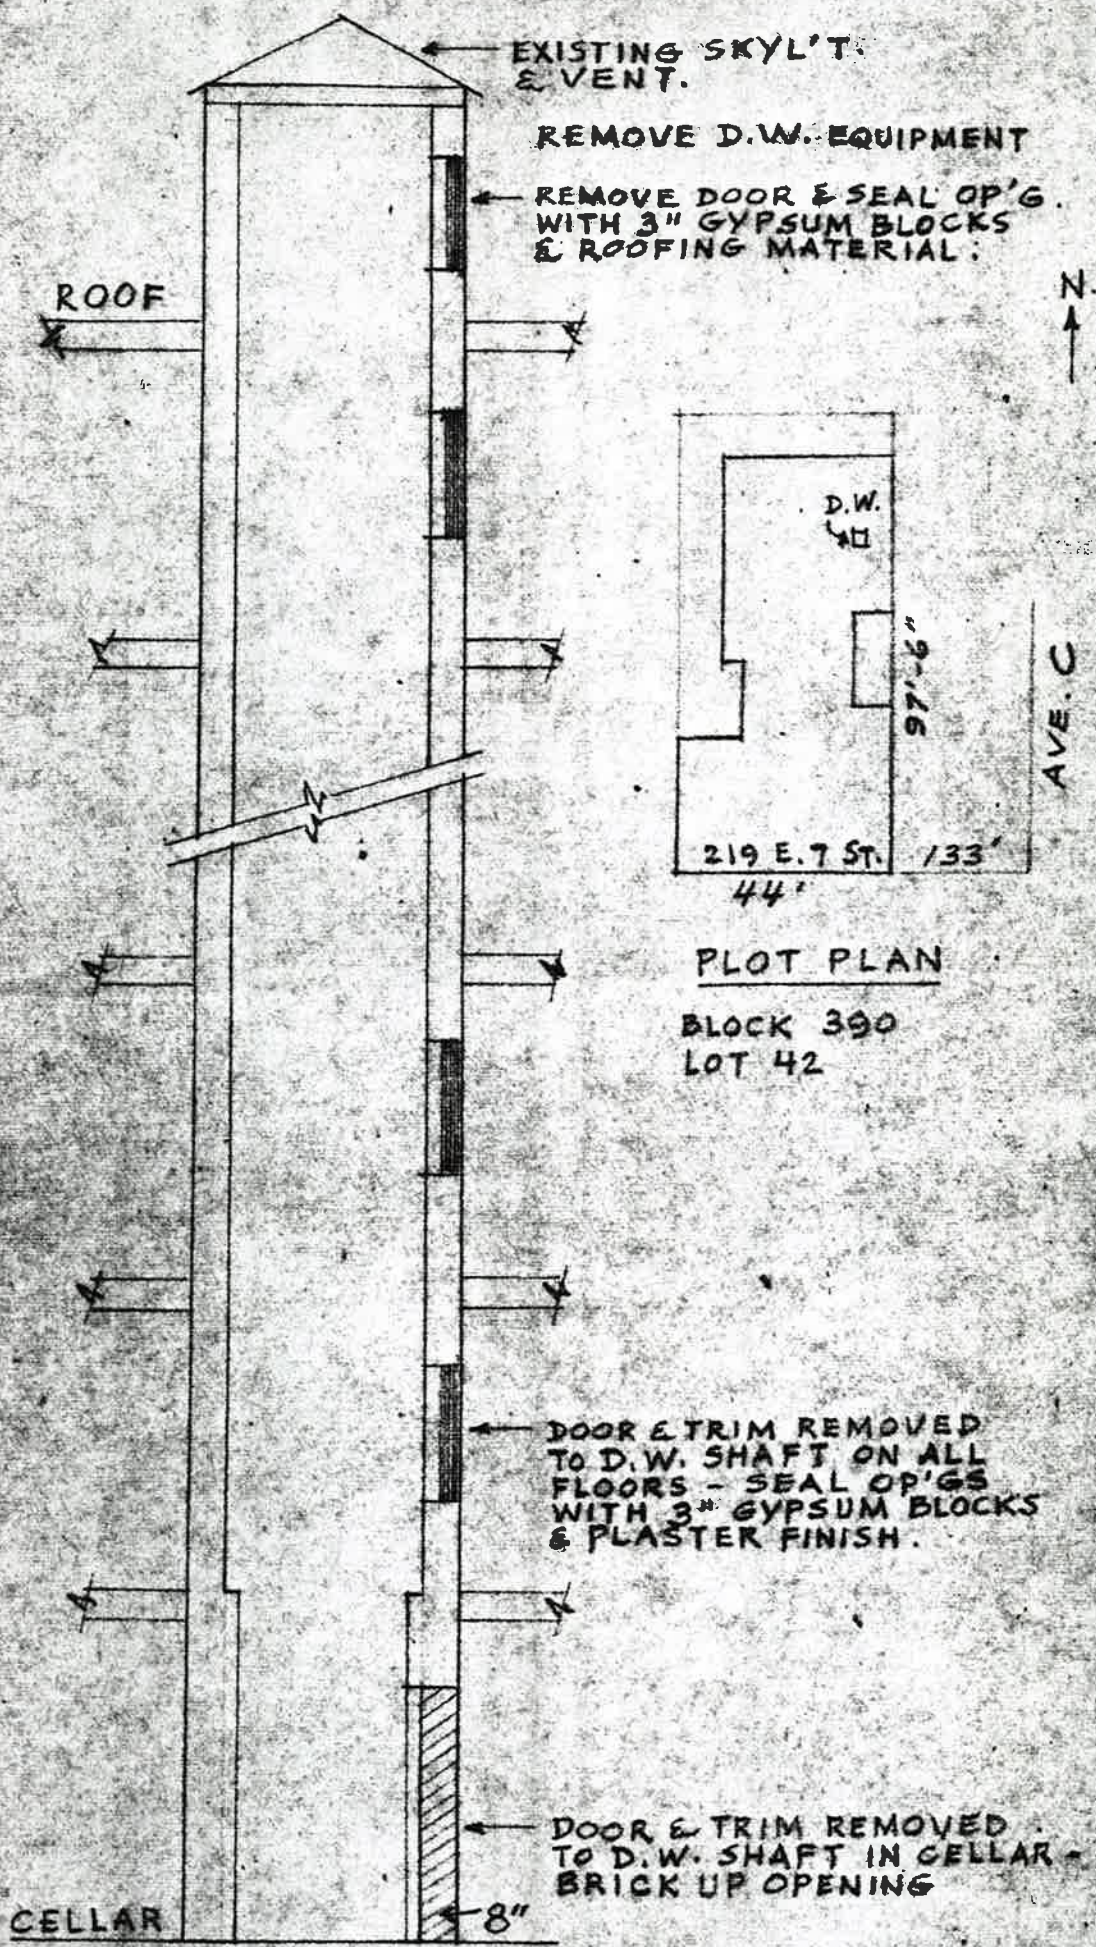 EXISTING SKYL'T.
& VENT.
REMOVE D.W. EQUIPMENT
REMOVE DOOR & SEAL OP'G.
WITH 3" GYPSUM BLOCKS
& ROOFING MATERIAL.
ROOF
N.
D.W.
97'-6"
AVE. C
219 E. 7 ST. 133'
44'
PLOT PLAN
BLOCK 390
LOT 42
DOOR & TRIM REMOVED
TO D.W. SHAFT ON ALL
FLOORS - SEAL OP'GS
WITH 3" GYPSUM BLOCKS
& PLASTER FINISH.
DOOR & TRIM REMOVED
TO D.W. SHAFT IN CELLAR -
BRICK UP OPENING
CELLAR
8"